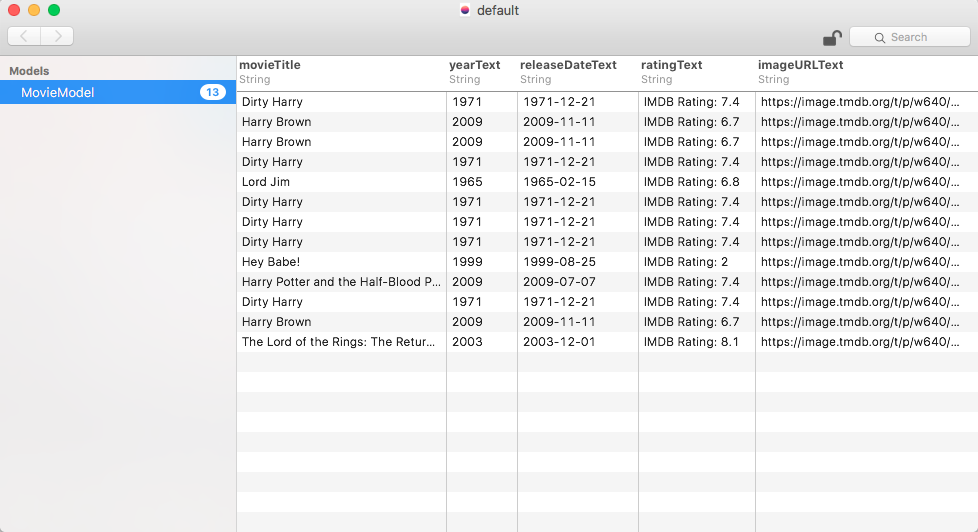 default
Search
Models
MovieModel 13
movieTitle yearText releaseDateText ratingText imageURLText
String String String String String
Dirty Harry 1971 1971-12-21 IMDB Rating: 7.4 https://image.tmdb.org/t/p/w640/...
Harry Brown 2009 2009-11-11 IMDB Rating: 6.7 https://image.tmdb.org/t/p/w640/...
Harry Brown 2009 2009-11-11 IMDB Rating: 6.7 https://image.tmdb.org/t/p/w640/...
Dirty Harry 1971 1971-12-21 IMDB Rating: 7.4 https://image.tmdb.org/t/p/w640/...
Lord Jim 1965 1965-02-15 IMDB Rating: 6.8 https://image.tmdb.org/t/p/w640/...
Dirty Harry 1971 1971-12-21 IMDB Rating: 7.4 https://image.tmdb.org/t/p/w640/...
Dirty Harry 1971 1971-12-21 IMDB Rating: 7.4 https://image.tmdb.org/t/p/w640/...
Dirty Harry 1971 1971-12-21 IMDB Rating: 7.4 https://image.tmdb.org/t/p/w640/...
Hey Babe! 1999 1999-08-25 IMDB Rating: 2 https://image.tmdb.org/t/p/w640/...
Harry Potter and the Half-Blood P... 2009 2009-07-07 IMDB Rating: 7.4 https://image.tmdb.org/t/p/w640/...
Dirty Harry 1971 1971-12-21 IMDB Rating: 7.4 https://image.tmdb.org/t/p/w640/...
Harry Brown 2009 2009-11-11 IMDB Rating: 6.7 https://image.tmdb.org/t/p/w640/...
The Lord of the Rings: The Retur... 2003 2003-12-01 IMDB Rating: 8.1 https://image.tmdb.org/t/p/w640/...